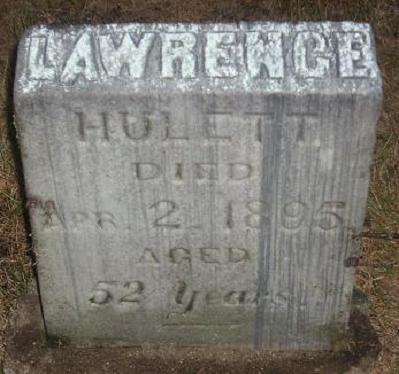 LAWRENCE
HULETT
DIED
APR. 2. 1895.
AGED
52 Years.